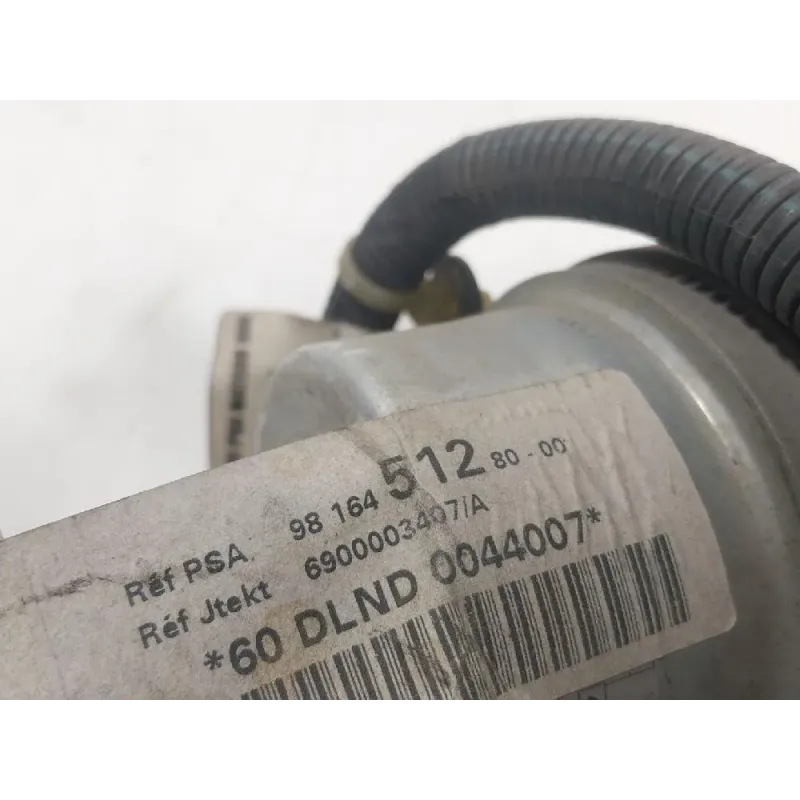 Réf PSA. 98 164 512 80 - 00
Réf Jtekt 6900003407/A
*60 DLND 0044007*